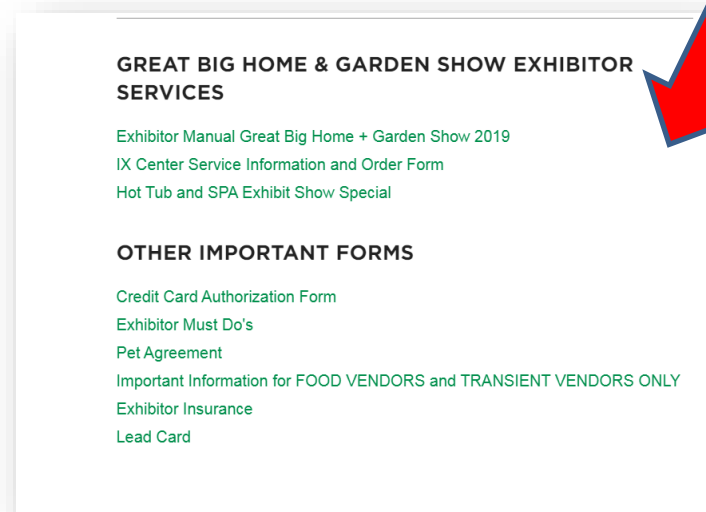 GREAT BIG HOME & GARDEN SHOW EXHIBITOR
SERVICES
Exhibitor Manual Great Big Home + Garden Show 2019
IX Center Service Information and Order Form
Hot Tub and SPA Exhibit Show Special
OTHER IMPORTANT FORMS
Credit Card Authorization Form
Exhibitor Must Do's
Pet Agreement
Important Information for FOOD VENDORS and TRANSIENT VENDORS ONLY
Exhibitor Insurance
Lead Card